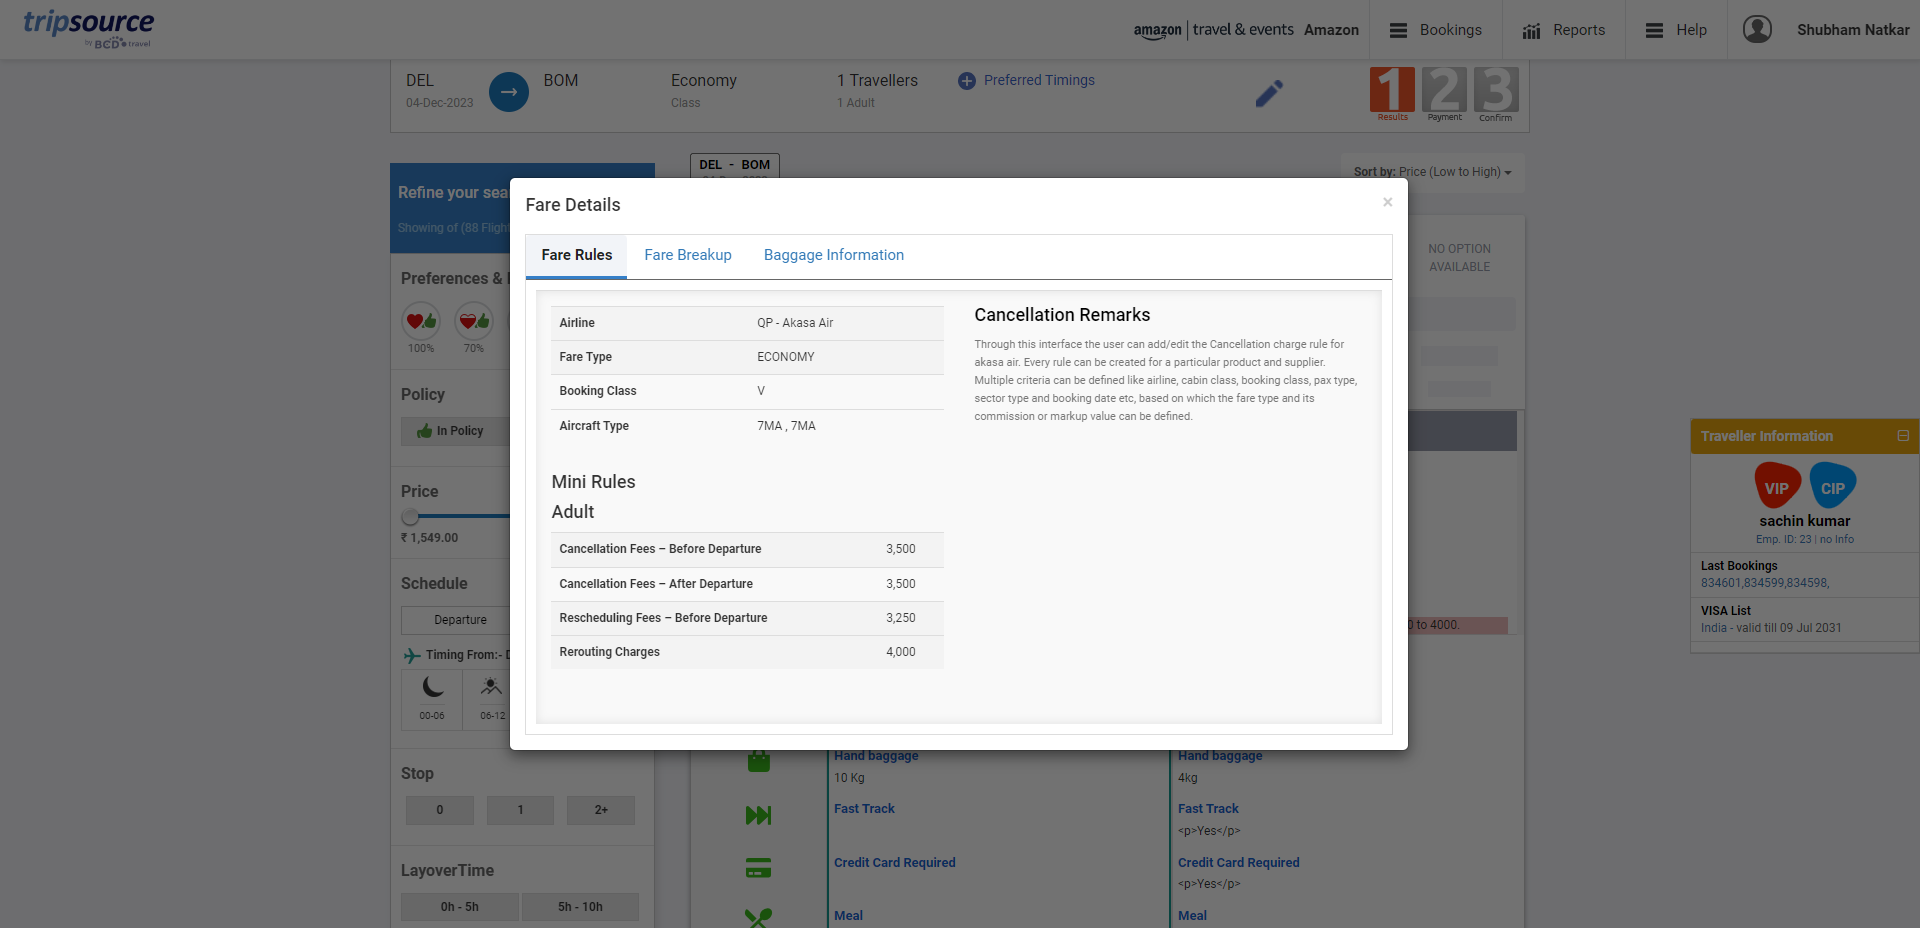 tripsource
by BCD travel
amazon | travel & events Amazon
Bookings
Reports
Help
Shubham Natkar
DEL
04-Dec-2023
BOM
Economy
Class
1 Travellers
1 Adult
Preferred Timings
1 2 3
Results Payment Confirm
Refine your sea
Showing of (88 Fligh
DEL - BOM
Sort by: Price (Low to High)
NO OPTION
AVAILABLE
Preferences &
100% 70%
Policy
In Policy
Price
₹ 1,549.00
Schedule
Departure
Timing From:- D
00-06 06-12
Stop
0 1 2+
LayoverTime
0h - 5h 5h - 10h
Fare Details
×
Fare Rules Fare Breakup Baggage Information
Airline QP - Akasa Air
Fare Type ECONOMY
Booking Class V
Aircraft Type 7MA , 7MA
Mini Rules
Adult
Cancellation Fees – Before Departure 3,500
Cancellation Fees – After Departure 3,500
Rescheduling Fees – Before Departure 3,250
Rerouting Charges 4,000
Cancellation Remarks
Through this interface the user can add/edit the Cancellation charge rule for
akasa air. Every rule can be created for a particular product and supplier.
Multiple criteria can be defined like airline, cabin class, booking class, pax type,
sector type and booking date etc, based on which the fare type and its
commission or markup value can be defined.
0 to 4000.
Hand baggage Hand baggage
10 Kg 4kg
Fast Track Fast Track
<p>Yes</p>
Credit Card Required Credit Card Required
<p>Yes</p>
Meal Meal
Traveller Information
VIP CIP
sachin kumar
Emp. ID: 23 | no Info
Last Bookings
834601,834599,834598,
VISA List
India - valid till 09 Jul 2031